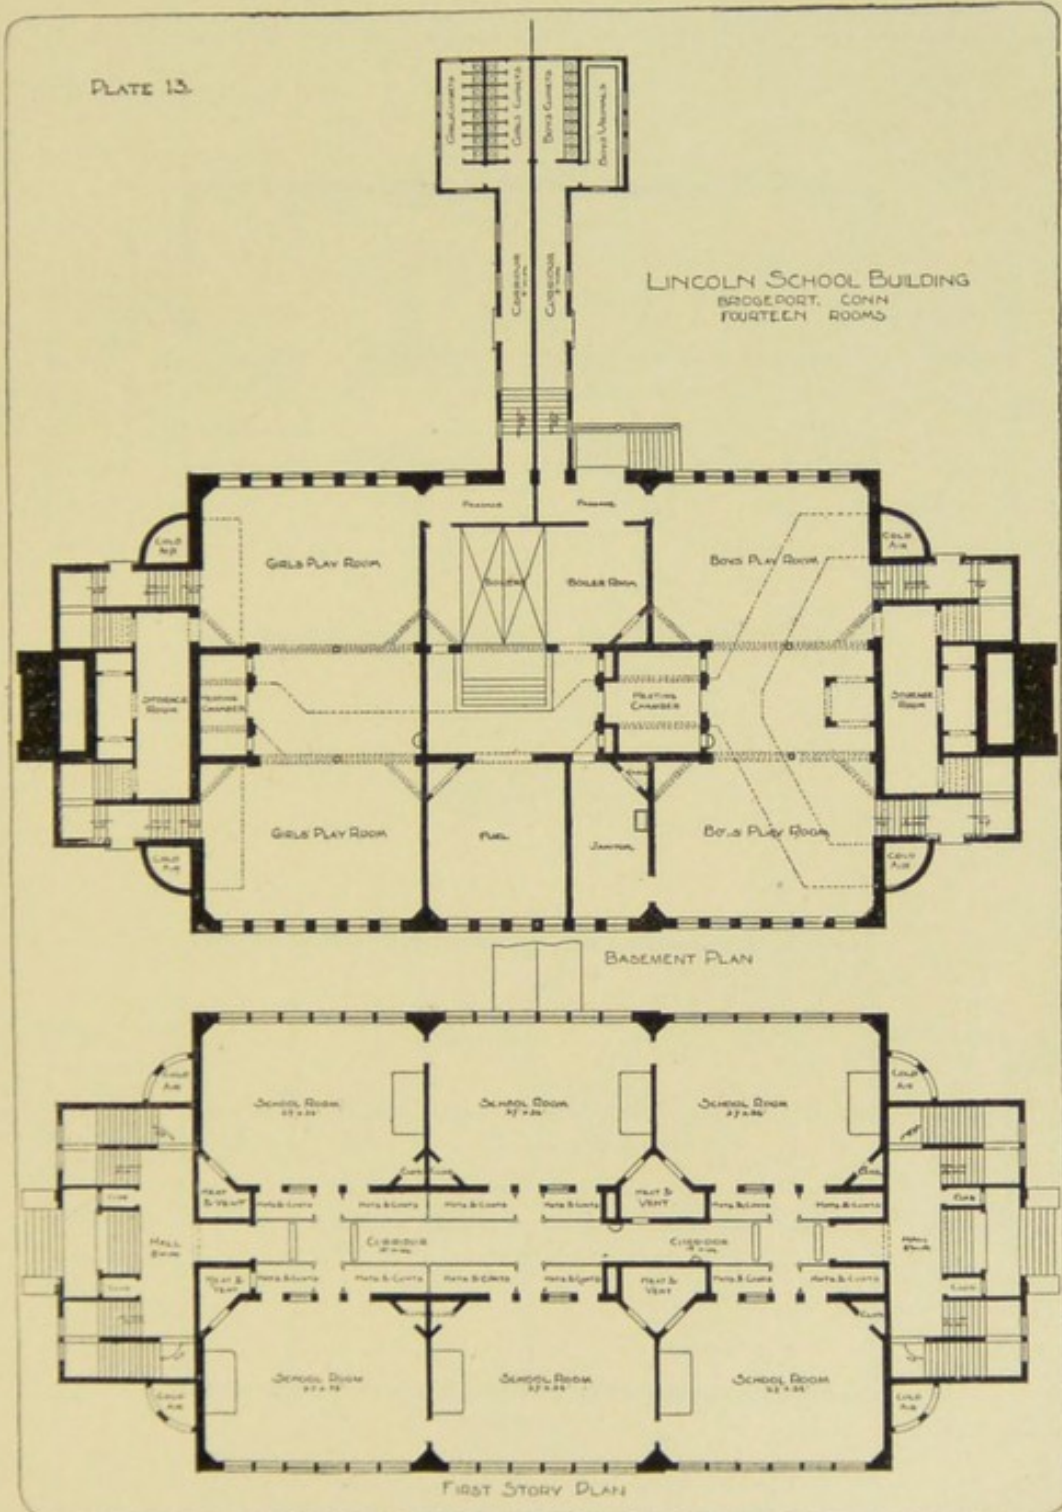 PLATE 13.
GIRLS CLOSETS
GIRLS CLOSETS
BOYS CLOSETS
BOYS URINALS
CORRIDOR
CORRIDOR
LINCOLN SCHOOL BUILDING
BRIDGEPORT, CONN
FOURTEEN ROOMS
PASSAGE
PASSAGE
COLD AIR
GIRLS PLAY ROOM
BOILERS
BOILER ROOM
BOYS PLAY ROOM
COLD AIR
STORAGE ROOM
HEATING CHAMBER
HEATING CHAMBER
STORAGE ROOM
COLD AIR
GIRLS PLAY ROOM
FUEL
JANITOR
BOYS PLAY ROOM
COLD AIR
BASEMENT PLAN
COLD AIR
SCHOOL ROOM
SCHOOL ROOM
SCHOOL ROOM
COLD AIR
HEAT & VENT
HEAT & VENT
HATS & COATS
HATS & COATS
HATS & COATS
HATS & COATS
HATS & COATS
HATS & COATS
HALL
CORRIDOR
CORRIDOR
HALL
HEAT & VENT
HATS & COATS
HATS & COATS
HATS & COATS
HATS & COATS
HEAT & VENT
HATS & COATS
HATS & COATS
SCHOOL ROOM
SCHOOL ROOM
SCHOOL ROOM
COLD AIR
COLD AIR
FIRST STORY PLAN